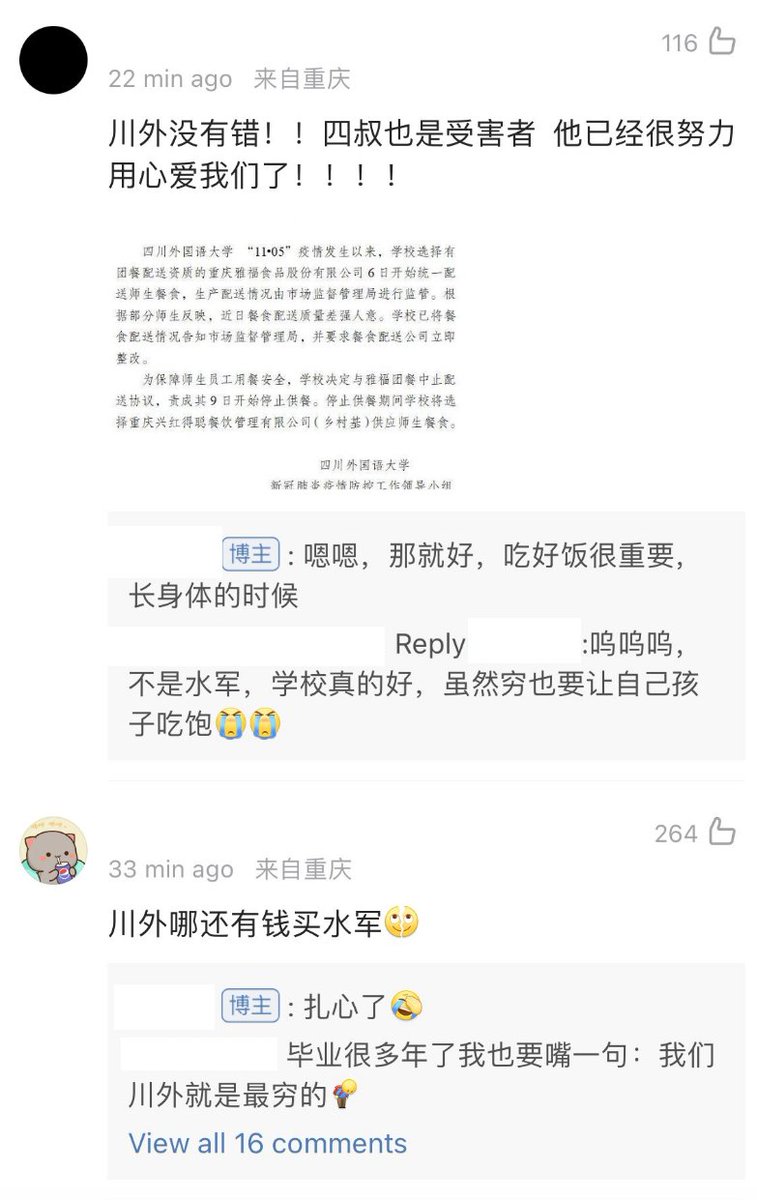 116
22 min ago 来自重庆
川外没有错！！四叔也是受害者 他已经很努力
用心爱我们了！！！！
四川外国语大学 “11•05”疫情发生以来，学校选择有
团餐配送资质的重庆雅福食品股份有限公司6日开始统一配
送师生餐食，生产配送情况由市场监督管理局进行监管。根
据部分师生反映，近日餐食配送质量差强人意。学校已将餐
食配送情况告知市场监督管理局，并要求餐食配送公司立即
整改。
为保障师生员工用餐安全，学校决定与雅福团餐中止配
送协议，责成其9日开始停止供餐。停止供餐期间学校将选
择重庆兴红得聪餐饮管理有限公司（乡村基）供应师生餐食。
四川外国语大学
新冠肺炎疫情防控工作领导小组
博主：嗯嗯，那就好，吃好饭很重要，
长身体的时候
Reply :呜呜呜，
不是水军，学校真的好，虽然穷也要让自己孩
子吃饱😭😭
264
33 min ago 来自重庆
川外哪还有钱买水军
博主：扎心了🤣
毕业很多年了我也要嘴一句：我们
川外就是最穷的
View all 16 comments